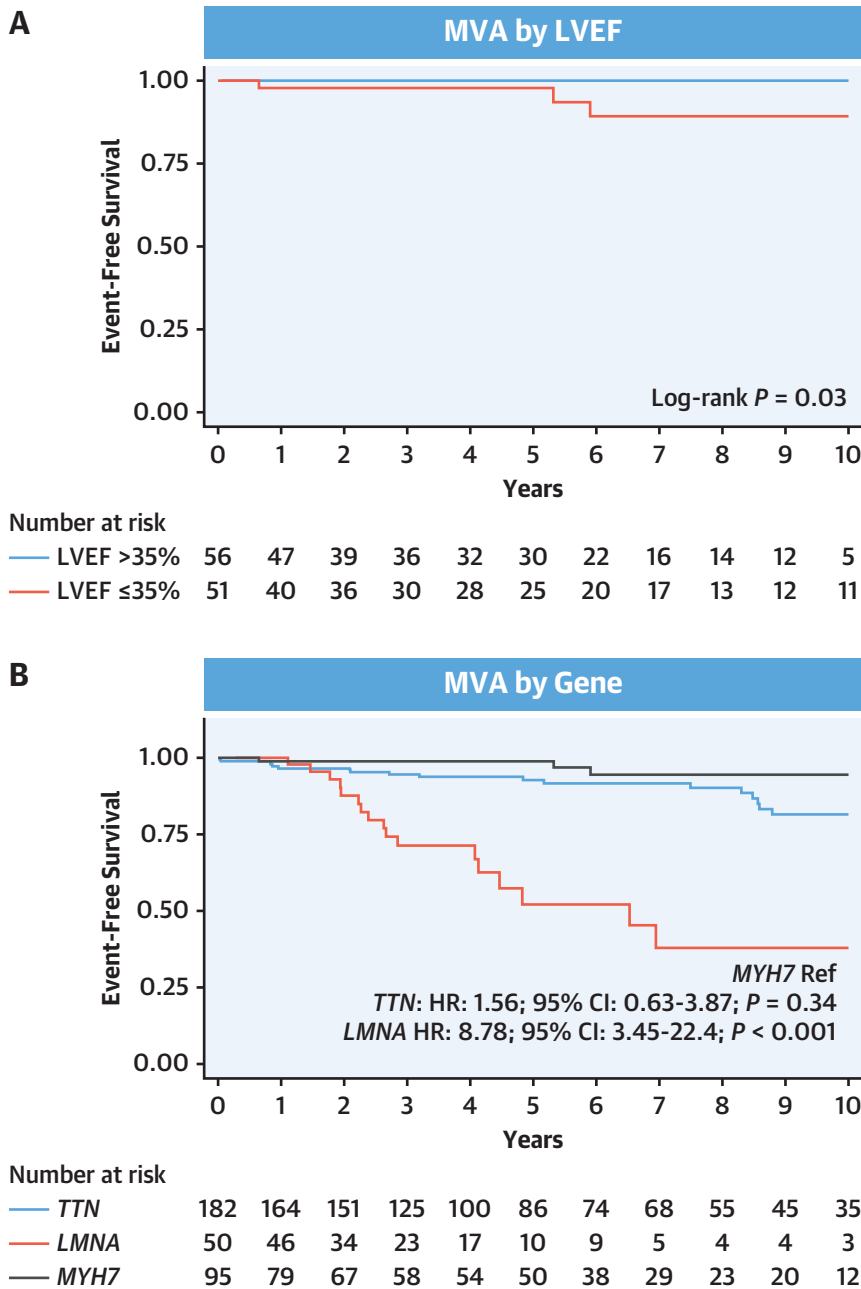 A
MVA by LVEF
Event-Free Survival
1.00
0.75
0.50
0.25
0.00
Log-rank P = 0.03
0 1 2 3 4 5 6 7 8 9 10
Years
Number at risk
LVEF >35% 56 47 39 36 32 30 22 16 14 12 5
LVEF ≤35% 51 40 36 30 28 25 20 17 13 12 11
B
MVA by Gene
Event-Free Survival
1.00
0.75
0.50
0.25
0.00
MYH7 Ref
TTN: HR: 1.56; 95% CI: 0.63-3.87; P = 0.34
LMNA HR: 8.78; 95% CI: 3.45-22.4; P < 0.001
0 1 2 3 4 5 6 7 8 9 10
Years
Number at risk
TTN 182 164 151 125 100 86 74 68 55 45 35
LMNA 50 46 34 23 17 10 9 5 4 4 3
MYH7 95 79 67 58 54 50 38 29 23 20 12